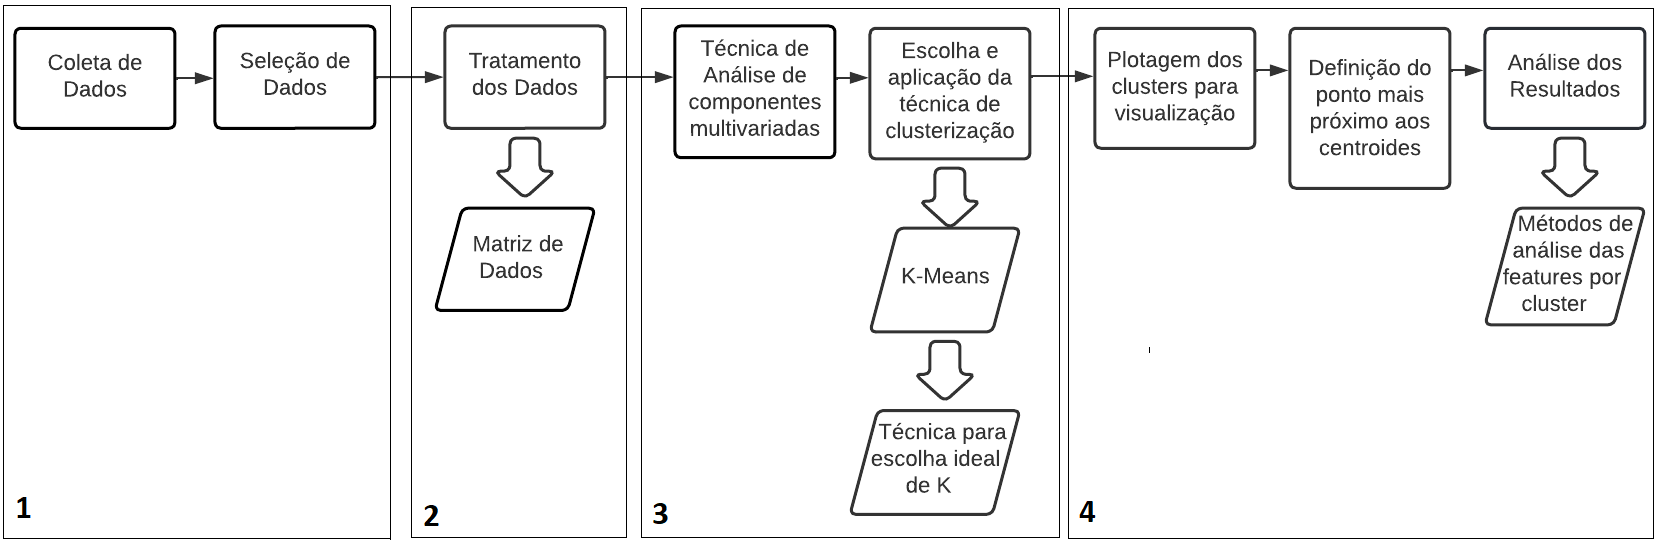 Coleta de
Dados
Seleção de
Dados
1
Tratamento
dos Dados
Matriz de
Dados
2
Técnica de
Análise de
componentes
multivariadas
Escolha e
aplicação da
técnica de
clusterização
K-Means
Técnica para
escolha ideal
de K
3
Plotagem dos
clusters para
visualização
Definição do
ponto mais
próximo aos
centroides
Análise dos
Resultados
Métodos de
análise das
features por
cluster
4